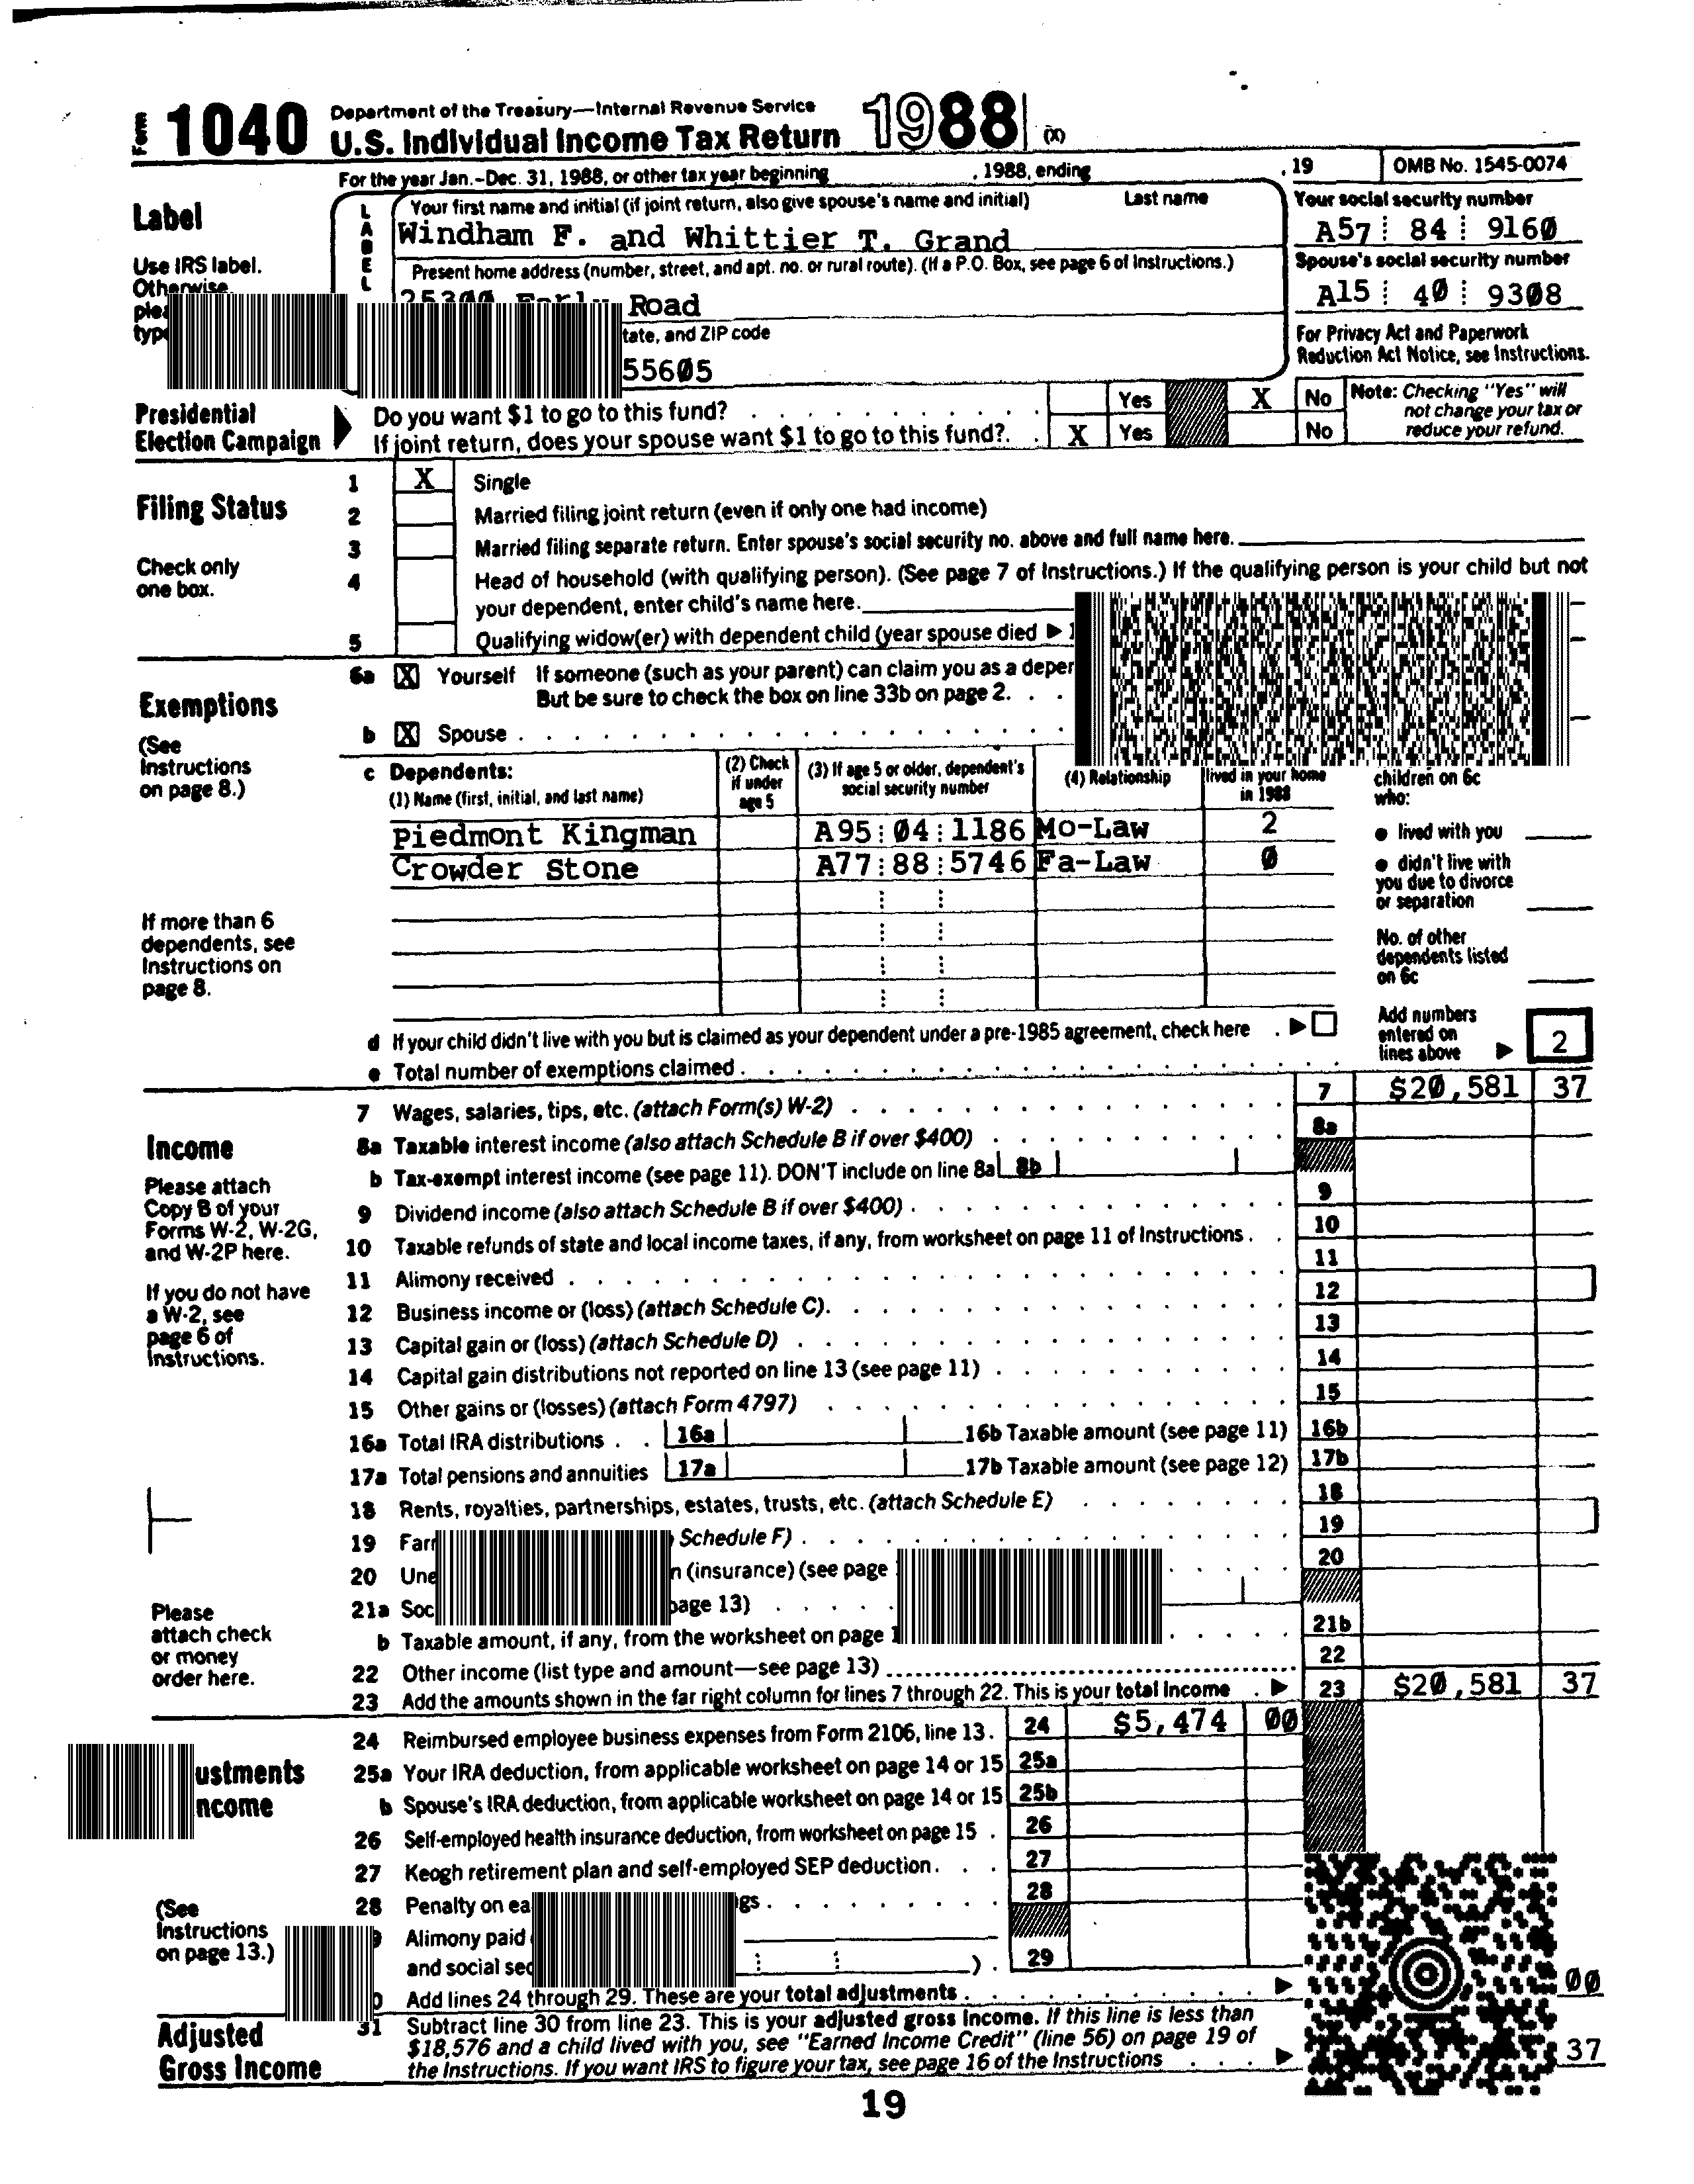 Form 1040 Department of the Treasury—Internal Revenue Service
U.S. Individual Income Tax Return 1988 (X)
For the year Jan.-Dec. 31, 1988, or other tax year beginning , 1988, ending , 19 OMB No. 1545-0074
Label
Use IRS label.
Otherwise,
LABEL
Your first name and initial (if joint return, also give spouse's name and initial) Last name
Windham F. and Whittier T. Grand
Your social security number
A57 84 9160
Present home address (number, street, and apt. no. or rural route). (If a P.O. Box, see page 6 of Instructions.)
25300 Early Road
Spouse's social security number
A15 40 9308
tate, and ZIP code
55605
For Privacy Act and Paperwork
Reduction Act Notice, see Instructions.
Presidential
Election Campaign
Do you want $1 to go to this fund? Yes X No
If joint return, does your spouse want $1 to go to this fund? X Yes No
Note: Checking "Yes" will
not change your tax or
reduce your refund.
Filing Status
Check only
one box.
1 X Single
2 Married filing joint return (even if only one had income)
3 Married filing separate return. Enter spouse's social security no. above and full name here.
4 Head of household (with qualifying person). (See page 7 of Instructions.) If the qualifying person is your child but not
your dependent, enter child's name here.
5 Qualifying widow(er) with dependent child (year spouse died ▶
Exemptions
(See
Instructions
on page 8.)
6a X Yourself If someone (such as your parent) can claim you as a
But be sure to check the box on line 33b on page 2.
b X Spouse
c Dependents:
(1) Name (first, initial, and last name)
(2) Check
if under
age 5
(3) If age 5 or older, dependent's
social security number
(4) Relationship
lived in your home
in 1988
children on 6c
who:
Piedmont Kingman A95 04 1186 Mo-Law 2
Crowder Stone A77 88 5746 Fa-Law 0
● lived with you
● didn't live with
you due to divorce
or separation
If more than 6
dependents, see
Instructions on
page 8.
No. of other
dependents listed
on 6c
d If your child didn't live with you but is claimed as your dependent under a pre-1985 agreement, check here . ▶
e Total number of exemptions claimed
Add numbers
entered on
lines above ▶ 2
Income
Please attach
Copy B of your
Forms W-2, W-2G,
and W-2P here.
If you do not have
a W-2, see
page 6 of
Instructions.
7 Wages, salaries, tips, etc. (attach Form(s) W-2) 7 $20,581 37
8a Taxable interest income (also attach Schedule B if over $400) 8a
b Tax-exempt interest income (see page 11). DON'T include on line 8a 8b
9 Dividend income (also attach Schedule B if over $400) 9
10 Taxable refunds of state and local income taxes, if any, from worksheet on page 11 of Instructions 10
11 Alimony received 11
12 Business income or (loss) (attach Schedule C) 12
13 Capital gain or (loss) (attach Schedule D) 13
14 Capital gain distributions not reported on line 13 (see page 11) 14
15 Other gains or (losses) (attach Form 4797) 15
16a Total IRA distributions 16a 16b Taxable amount (see page 11) 16b
17a Total pensions and annuities 17a 17b Taxable amount (see page 12) 17b
18 Rents, royalties, partnerships, estates, trusts, etc. (attach Schedule E) 18
19 Schedule F) 19
20 (insurance) (see page 20
21a page 13)
b Taxable amount, if any, from the worksheet on page 21b
22 Other income (list type and amount—see page 13) 22
23 Add the amounts shown in the far right column for lines 7 through 22. This is your total income ▶ 23 $20,581 37
Please
attach check
or money
order here.
24 Reimbursed employee business expenses from Form 2106, line 13. 24 $5,474 00
ustments
ncome
25a Your IRA deduction, from applicable worksheet on page 14 or 15 25a
b Spouse's IRA deduction, from applicable worksheet on page 14 or 15 25b
26 Self-employed health insurance deduction, from worksheet on page 15 26
27 Keogh retirement plan and self-employed SEP deduction 27
28 Penalty on 28
(See
Instructions
on page 13.)
Alimony paid
and social ) 29
Add lines 24 through 29. These are your total adjustments ▶ 00
Adjusted
Gross Income
31 Subtract line 30 from line 23. This is your adjusted gross income. If this line is less than
$18,576 and a child lived with you, see "Earned Income Credit" (line 56) on page 19 of
the Instructions. If you want IRS to figure your tax, see page 16 of the Instructions ▶ 37
19